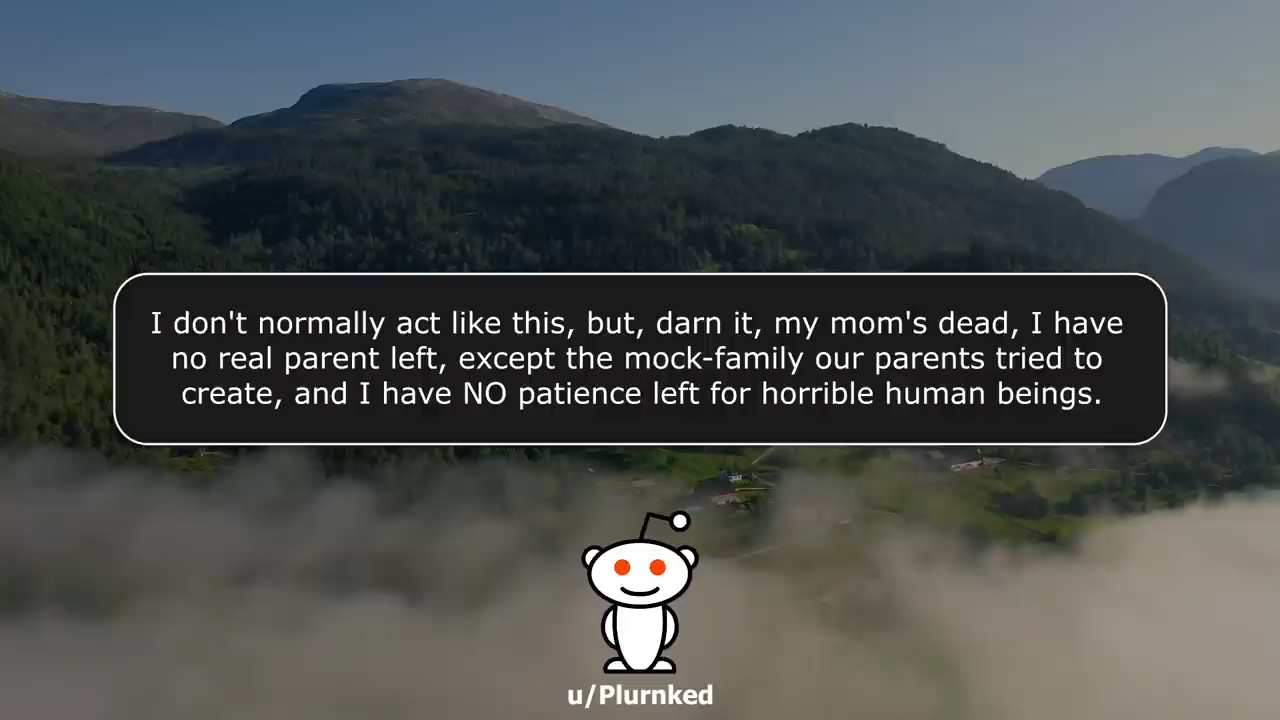 I don't normally act like this, but, darn it, my mom's dead, I have
no real parent left, except the mock-family our parents tried to
create, and I have NO patience left for horrible human beings.
u/Plurnked